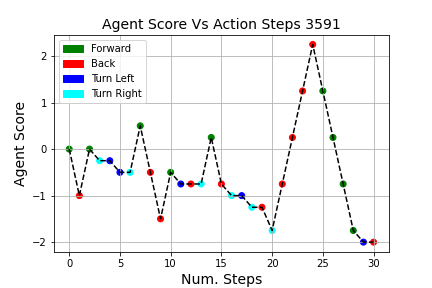 Agent Score Vs Action Steps 3591
Forward
Back
Turn Left
Turn Right
Agent Score
2
1
0
−1
−2
0 5 10 15 20 25 30
Num. Steps